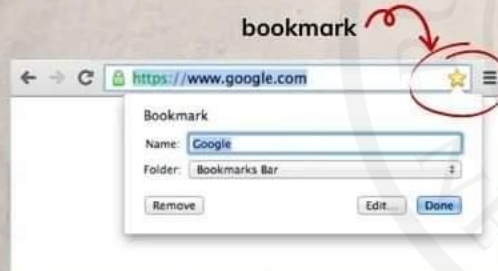 bookmark
https://www.google.com
Bookmark
Name: Google
Folder: Bookmarks Bar
Remove Edit... Done